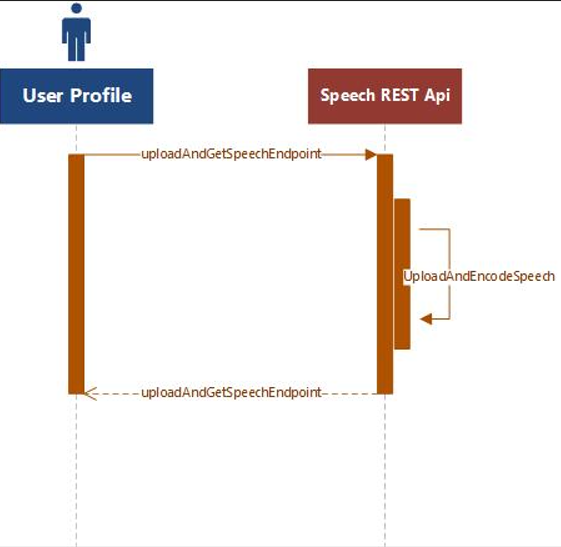 User Profile
Speech REST Api
uploadAndGetSpeechEndpoint
UploadAndEncodeSpeech
uploadAndGetSpeechEndpoint